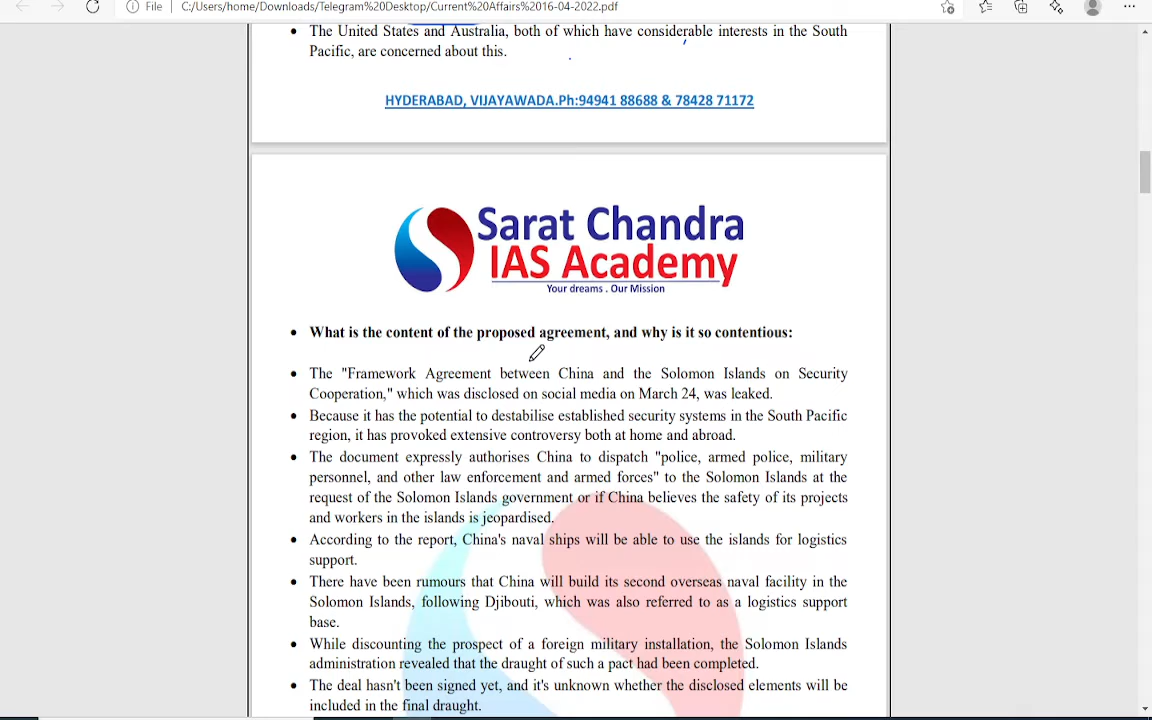 File
C:/Users/home/Downloads/Telegram%20Desktop/Current%20Affairs%2016-04-2022.pdf
• The United States and Australia, both of which have considerable interests in the South
Pacific, are concerned about this.
HYDERABAD, VIJAYAWADA.Ph:94941 88688 & 78428 71172
Sarat Chandra
IAS Academy
Your dreams . Our Mission
• What is the content of the proposed agreement, and why is it so contentious:
• The "Framework Agreement between China and the Solomon Islands on Security
Cooperation," which was disclosed on social media on March 24, was leaked.
• Because it has the potential to destabilise established security systems in the South Pacific
region, it has provoked extensive controversy both at home and abroad.
• The document expressly authorises China to dispatch "police, armed police, military
personnel, and other law enforcement and armed forces" to the Solomon Islands at the
request of the Solomon Islands government or if China believes the safety of its projects
and workers in the islands is jeopardised.
• According to the report, China's naval ships will be able to use the islands for logistics
support.
• There have been rumours that China will build its second overseas naval facility in the
Solomon Islands, following Djibouti, which was also referred to as a logistics support
base.
• While discounting the prospect of a foreign military installation, the Solomon Islands
administration revealed that the draught of such a pact had been completed.
• The deal hasn't been signed yet, and it's unknown whether the disclosed elements will be
included in the final draught.